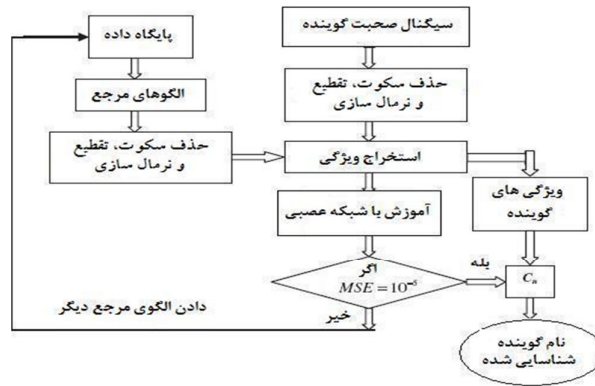 سیگنال صحبت گوینده
پایگاه داده
حذف سکوت، تقطیع
و نرمال سازی
الگوهای مرجع
حذف سکوت، تقطیع
و نرمال سازی
استخراج ویژگی
ویژگی های
گوینده
آموزش با شبکه عصبی
اگر
MSE = 10⁻⁵
بله
Cₙ
خیر
دادن الگوی مرجع دیگر
نام گوینده
شناسایی شده